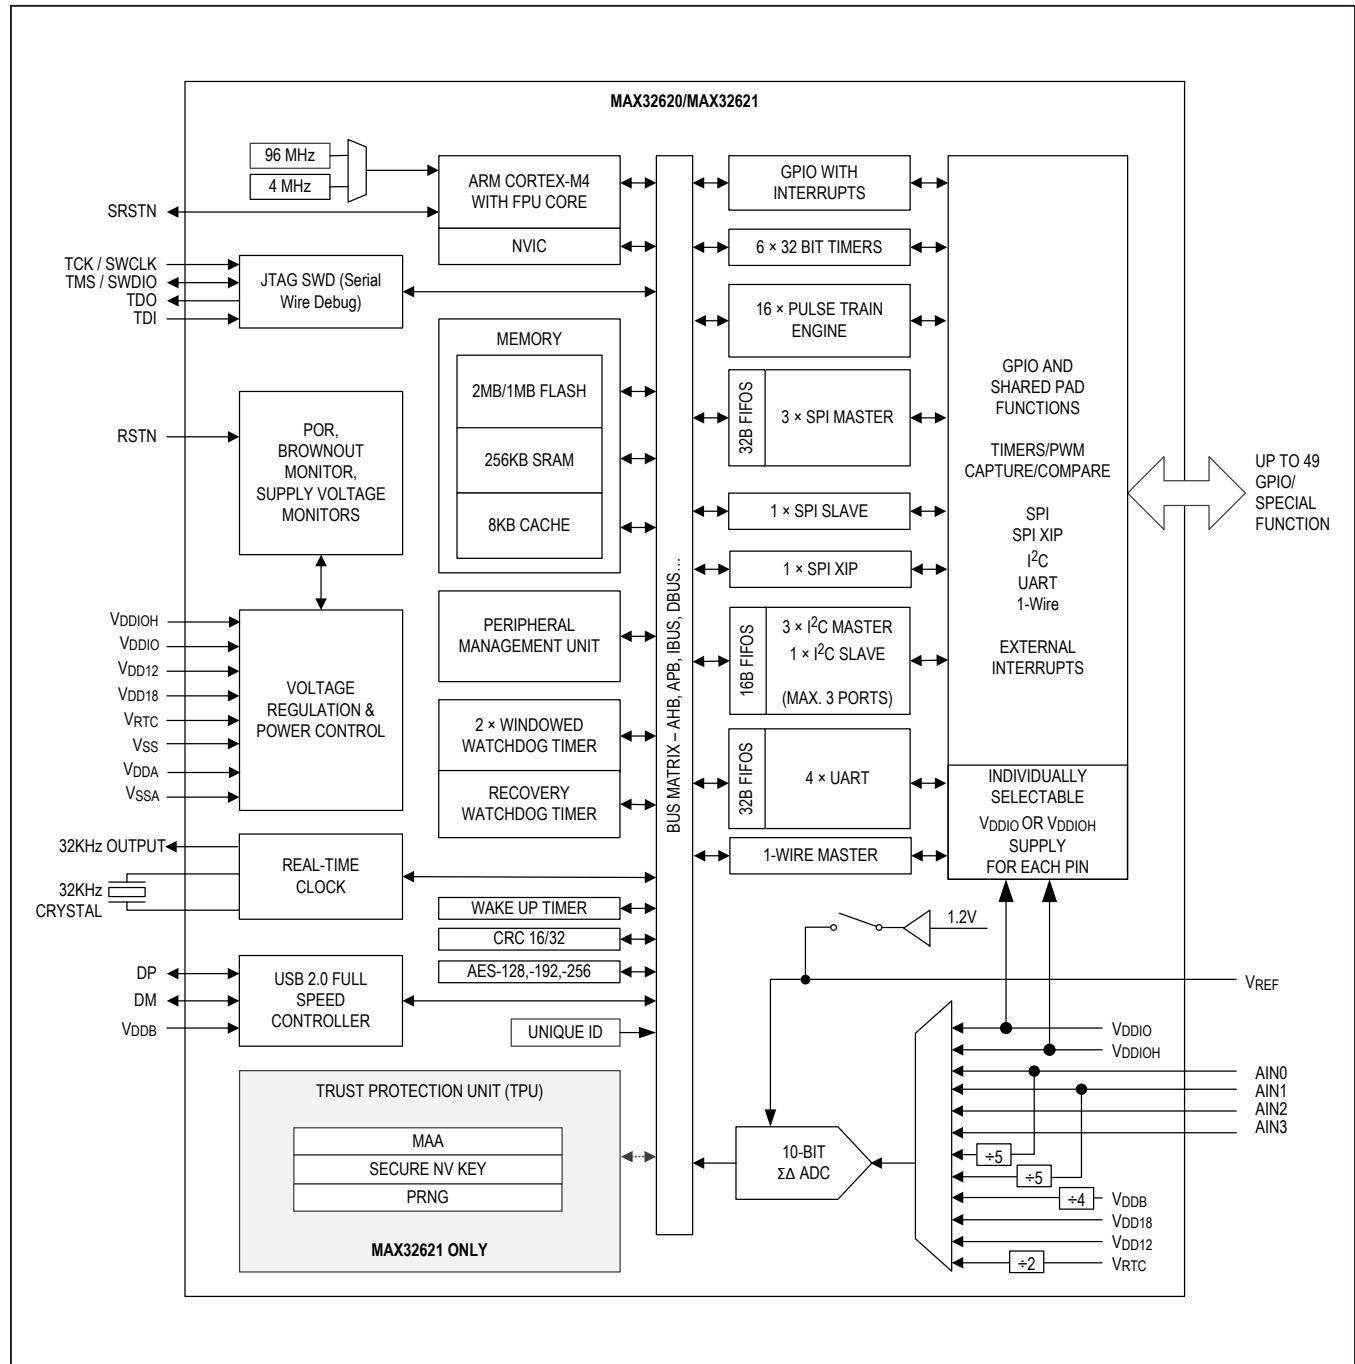 MAX32620/MAX32621
96 MHz
4 MHz
SRSTN
ARM CORTEX-M4
WITH FPU CORE
NVIC
TCK / SWCLK
TMS / SWDIO
TDO
TDI
JTAG SWD (Serial
Wire Debug)
MEMORY
2MB/1MB FLASH
256KB SRAM
8KB CACHE
RSTN
POR,
BROWNOUT
MONITOR,
SUPPLY VOLTAGE
MONITORS
VDDIOH
VDDIO
VDD12
VDD18
VRTC
VSS
VDDA
VSSA
VOLTAGE
REGULATION &
POWER CONTROL
PERIPHERAL
MANAGEMENT UNIT
2 × WINDOWED
WATCHDOG TIMER
RECOVERY
WATCHDOG TIMER
32KHz OUTPUT
32KHz
CRYSTAL
REAL-TIME
CLOCK
WAKE UP TIMER
CRC 16/32
AES-128,-192,-256
DP
DM
VDDB
USB 2.0 FULL
SPEED
CONTROLLER
UNIQUE ID
TRUST PROTECTION UNIT (TPU)
MAA
SECURE NV KEY
PRNG
MAX32621 ONLY
BUS MATRIX – AHB, APB, IBUS, DBUS...
GPIO WITH
INTERRUPTS
6 × 32 BIT TIMERS
16 × PULSE TRAIN
ENGINE
32B FIFOS
3 × SPI MASTER
1 × SPI SLAVE
1 × SPI XIP
16B FIFOS
3 × I2C MASTER
1 × I2C SLAVE
(MAX. 3 PORTS)
32B FIFOS
4 × UART
1-WIRE MASTER
GPIO AND
SHARED PAD
FUNCTIONS
TIMERS/PWM
CAPTURE/COMPARE
SPI
SPI XIP
I2C
UART
1-Wire
EXTERNAL
INTERRUPTS
INDIVIDUALLY
SELECTABLE
VDDIO OR VDDIOH
SUPPLY
FOR EACH PIN
UP TO 49
GPIO/
SPECIAL
FUNCTION
1.2V
VREF
VDDIO
VDDIOH
AIN0
AIN1
AIN2
AIN3
÷5
÷5
÷4
VDDB
VDD18
VDD12
÷2
VRTC
10-BIT
ΣΔ ADC